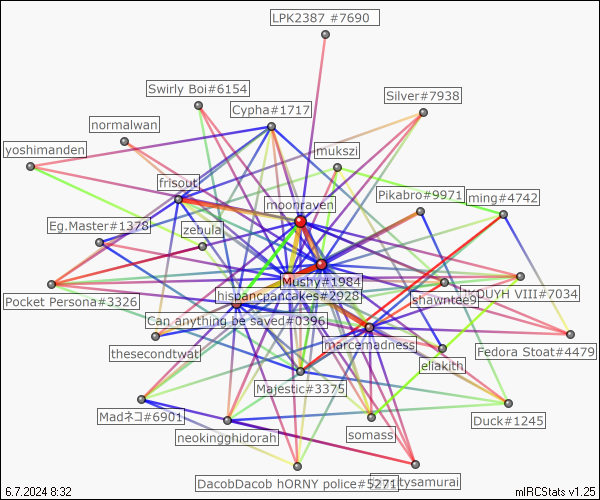 LPK2387 #7690
Swirly Boi#6154
Silver#7938
Cypha#1717
normalwan
yoshimanden
mukszi
frisout
Pikabro#9971
ming#4742
moonraven
Eg.Master#1378
zebula
Mushy#1984
hispancpancakes#2928
Pocket Persona#3326
shawntee9
OUYH VIII#7034
Can anything be saved#0396
marcemadness
thesecondtwat
Fedora Stoat#4479
eliakith
Majestic#3375
Madネコ#6901
Duck#1245
neokingghidorah
somass
DacobDacob hORNY police#5271
tysamurai
6.7.2024 8:32
mIRCStats v1.25